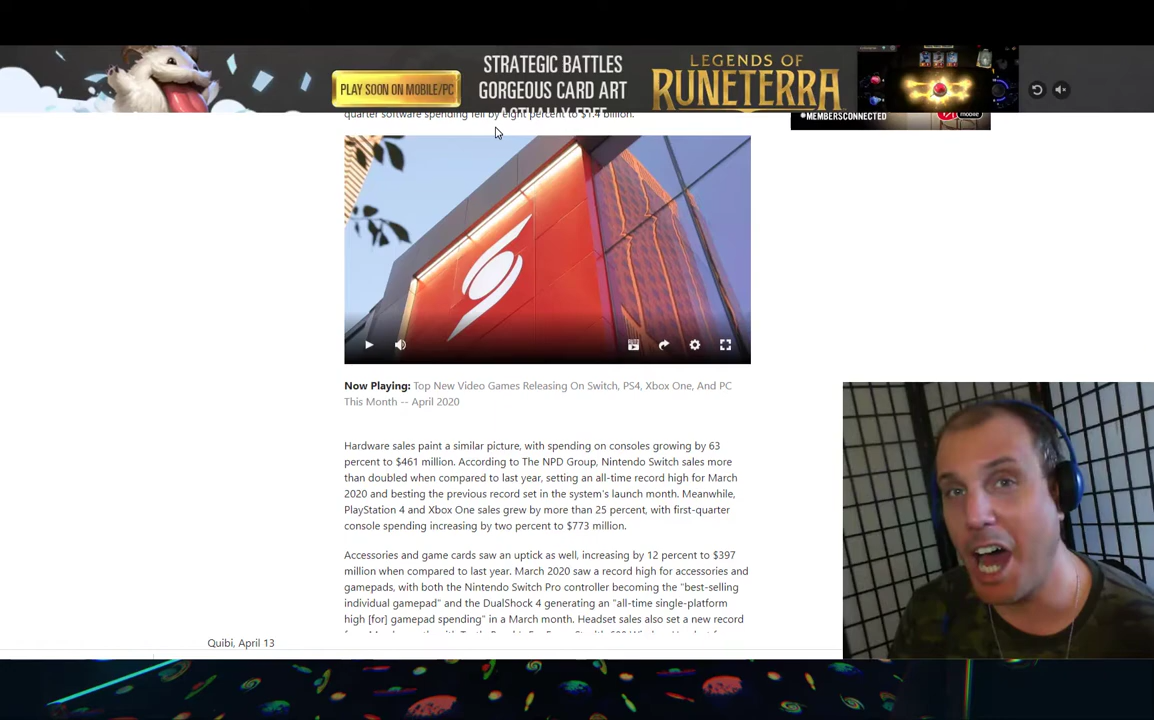 PLAY SOON ON MOBILE/PC
STRATEGIC BATTLES
GORGEOUS CARD ART
ACTUALLY FREE
LEGENDS OF
RUNETERRA
quarter software spending fell by eight percent to $1.4 billion.
#MEMBERSCONNECTED
mobile
Now Playing: Top New Video Games Releasing On Switch, PS4, Xbox One, And PC
This Month -- April 2020
Hardware sales paint a similar picture, with spending on consoles growing by 63
percent to $461 million. According to The NPD Group, Nintendo Switch sales more
than doubled when compared to last year, setting an all-time record high for March
2020 and besting the previous record set in the system's launch month. Meanwhile,
PlayStation 4 and Xbox One sales grew by more than 25 percent, with first-quarter
console spending increasing by two percent to $773 million.
Accessories and game cards saw an uptick as well, increasing by 12 percent to $397
million when compared to last year. March 2020 saw a record high for accessories and
gamepads, with both the Nintendo Switch Pro controller becoming the "best-selling
individual gamepad" and the DualShock 4 generating an "all-time single-platform
high [for] gamepad spending" in a March month. Headset sales also set a new record
Quibi, April 13